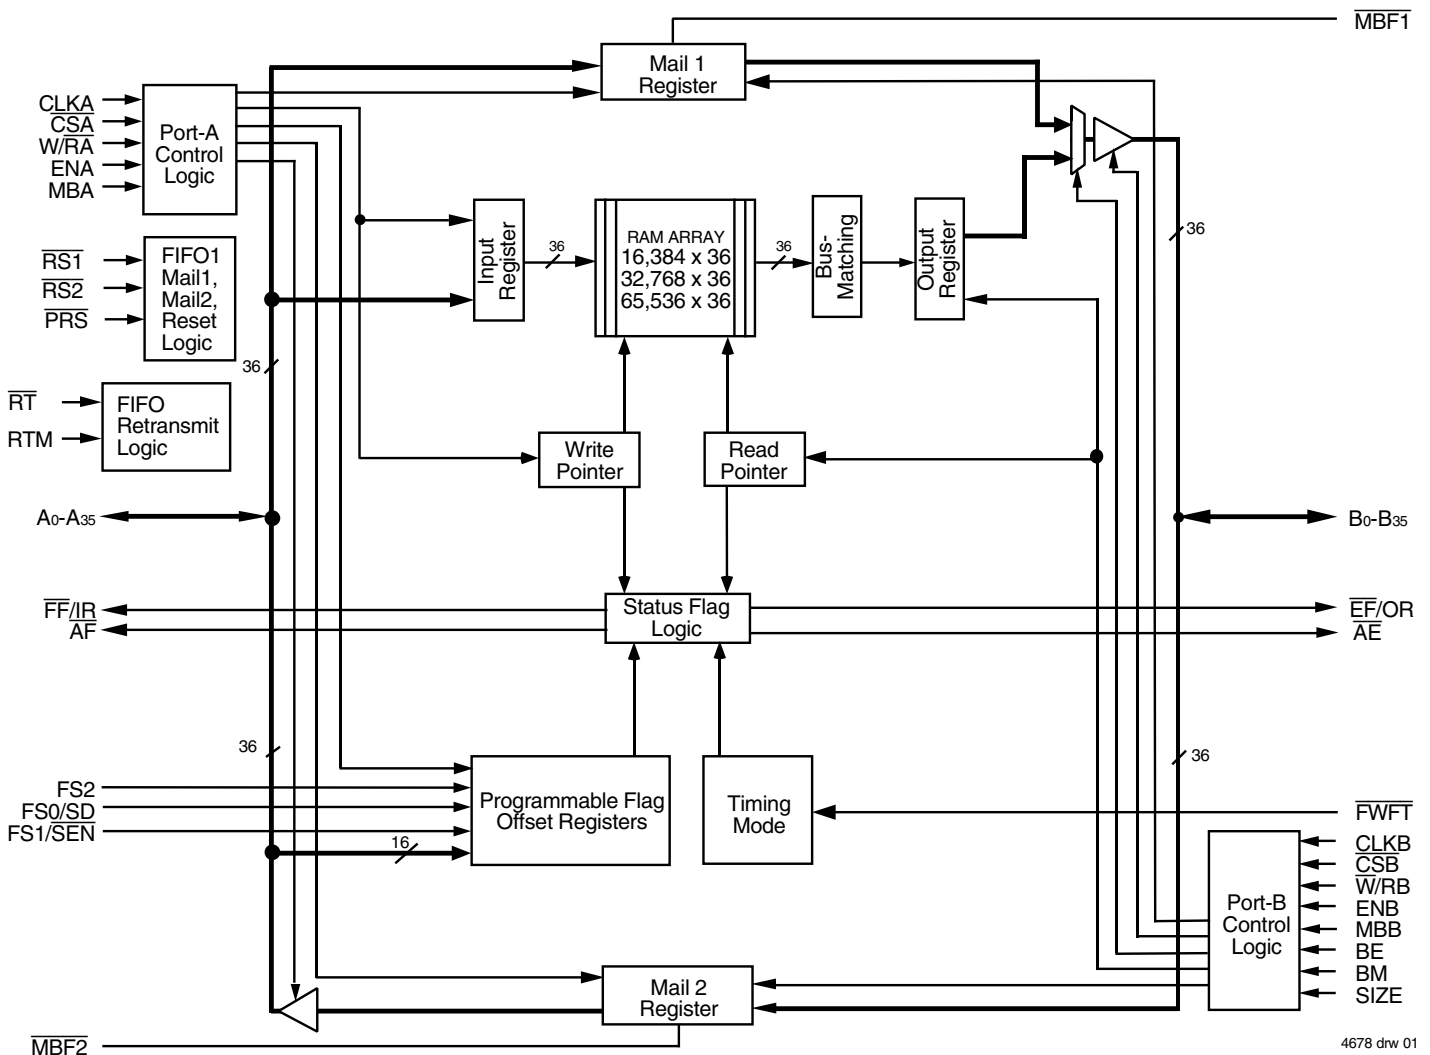 MBF1
Mail 1
Register
CLKA
CSA
W/RA
ENA
MBA
Port-A
Control
Logic
36
RS1
RS2
PRS
FIFO1
Mail1,
Mail2,
Reset
Logic
Input
Register
36
RAM ARRAY
16,384 x 36
32,768 x 36
65,536 x 36
36
Bus-
Matching
Output
Register
36
RT
RTM
FIFO
Retransmit
Logic
Write
Pointer
Read
Pointer
A0-A35
B0-B35
FF/IR
AF
Status Flag
Logic
EF/OR
AE
36
36
FS2
FS0/SD
FS1/SEN
16
Programmable Flag
Offset Registers
Timing
Mode
FWFT
Port-B
Control
Logic
CLKB
CSB
W/RB
ENB
MBB
BE
BM
SIZE
Mail 2
Register
MBF2
4678 drw 01